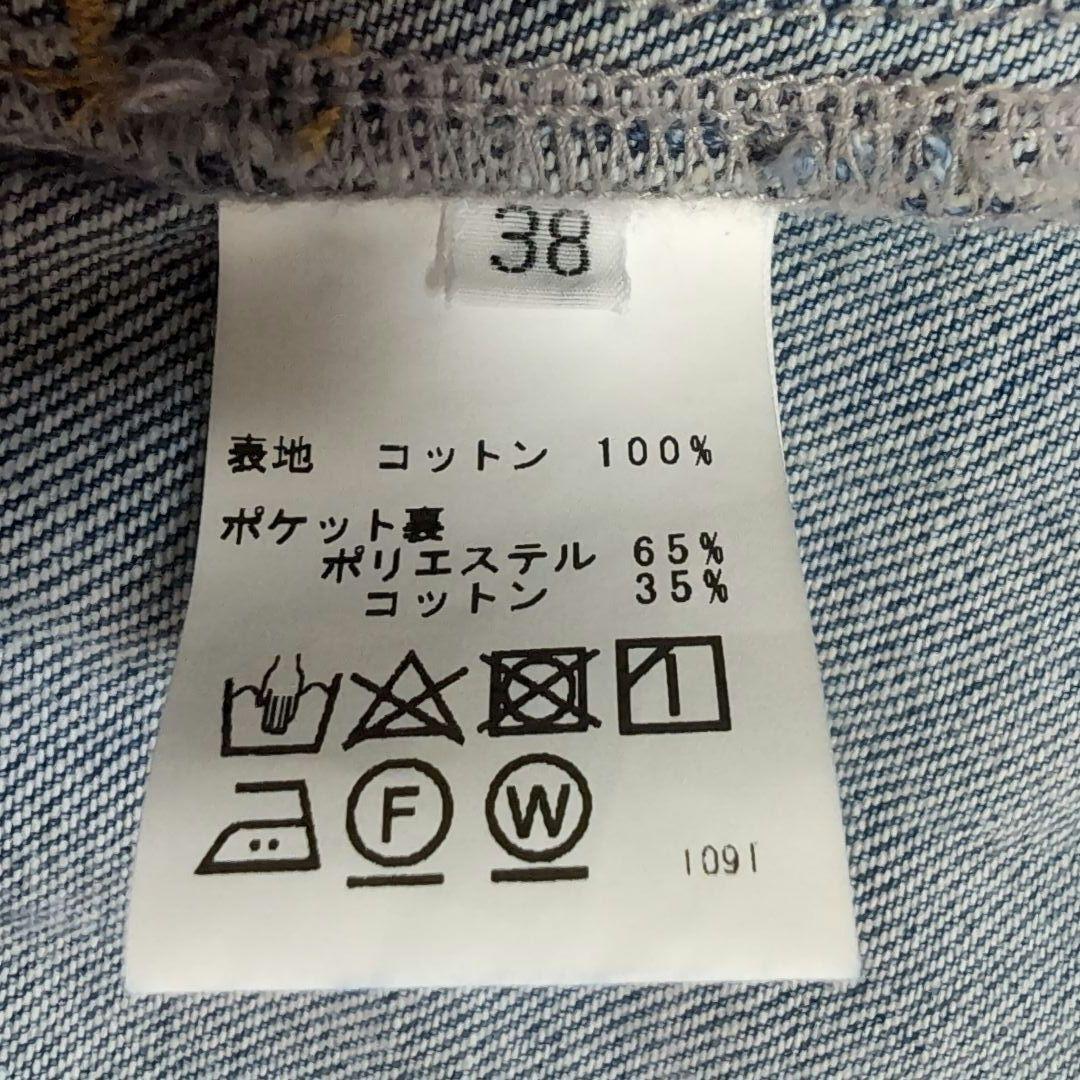 38
表地 コットン 100%
ポケット裏
ポリエステル 65%
コットン 35%
F W
1091